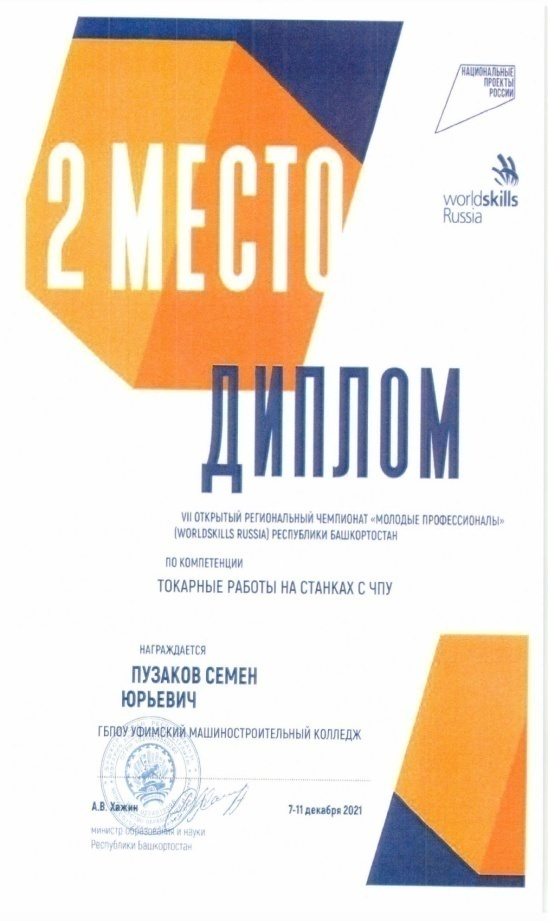 2 МЕСТО
НАЦИОНАЛЬНЫЕ
ПРОЕКТЫ
РОССИИ
worldskills
Russia
ДИПЛОМ
VII ОТКРЫТЫЙ РЕГИОНАЛЬНЫЙ ЧЕМПИОНАТ «МОЛОДЫЕ ПРОФЕССИОНАЛЫ»
(WORLDSKILLS RUSSIA) РЕСПУБЛИКИ БАШКОРТОСТАН
ПО КОМПЕТЕНЦИИ
ТОКАРНЫЕ РАБОТЫ НА СТАНКАХ С ЧПУ
НАГРАЖДАЕТСЯ
ПУЗАКОВ СЕМЕН
ЮРЬЕВИЧ
ГБПОУ УФИМСКИЙ МАШИНОСТРОИТЕЛЬНЫЙ КОЛЛЕДЖ
А.В. Хажин 7-11 декабря 2021
министр образования и науки
Республики Башкортостан